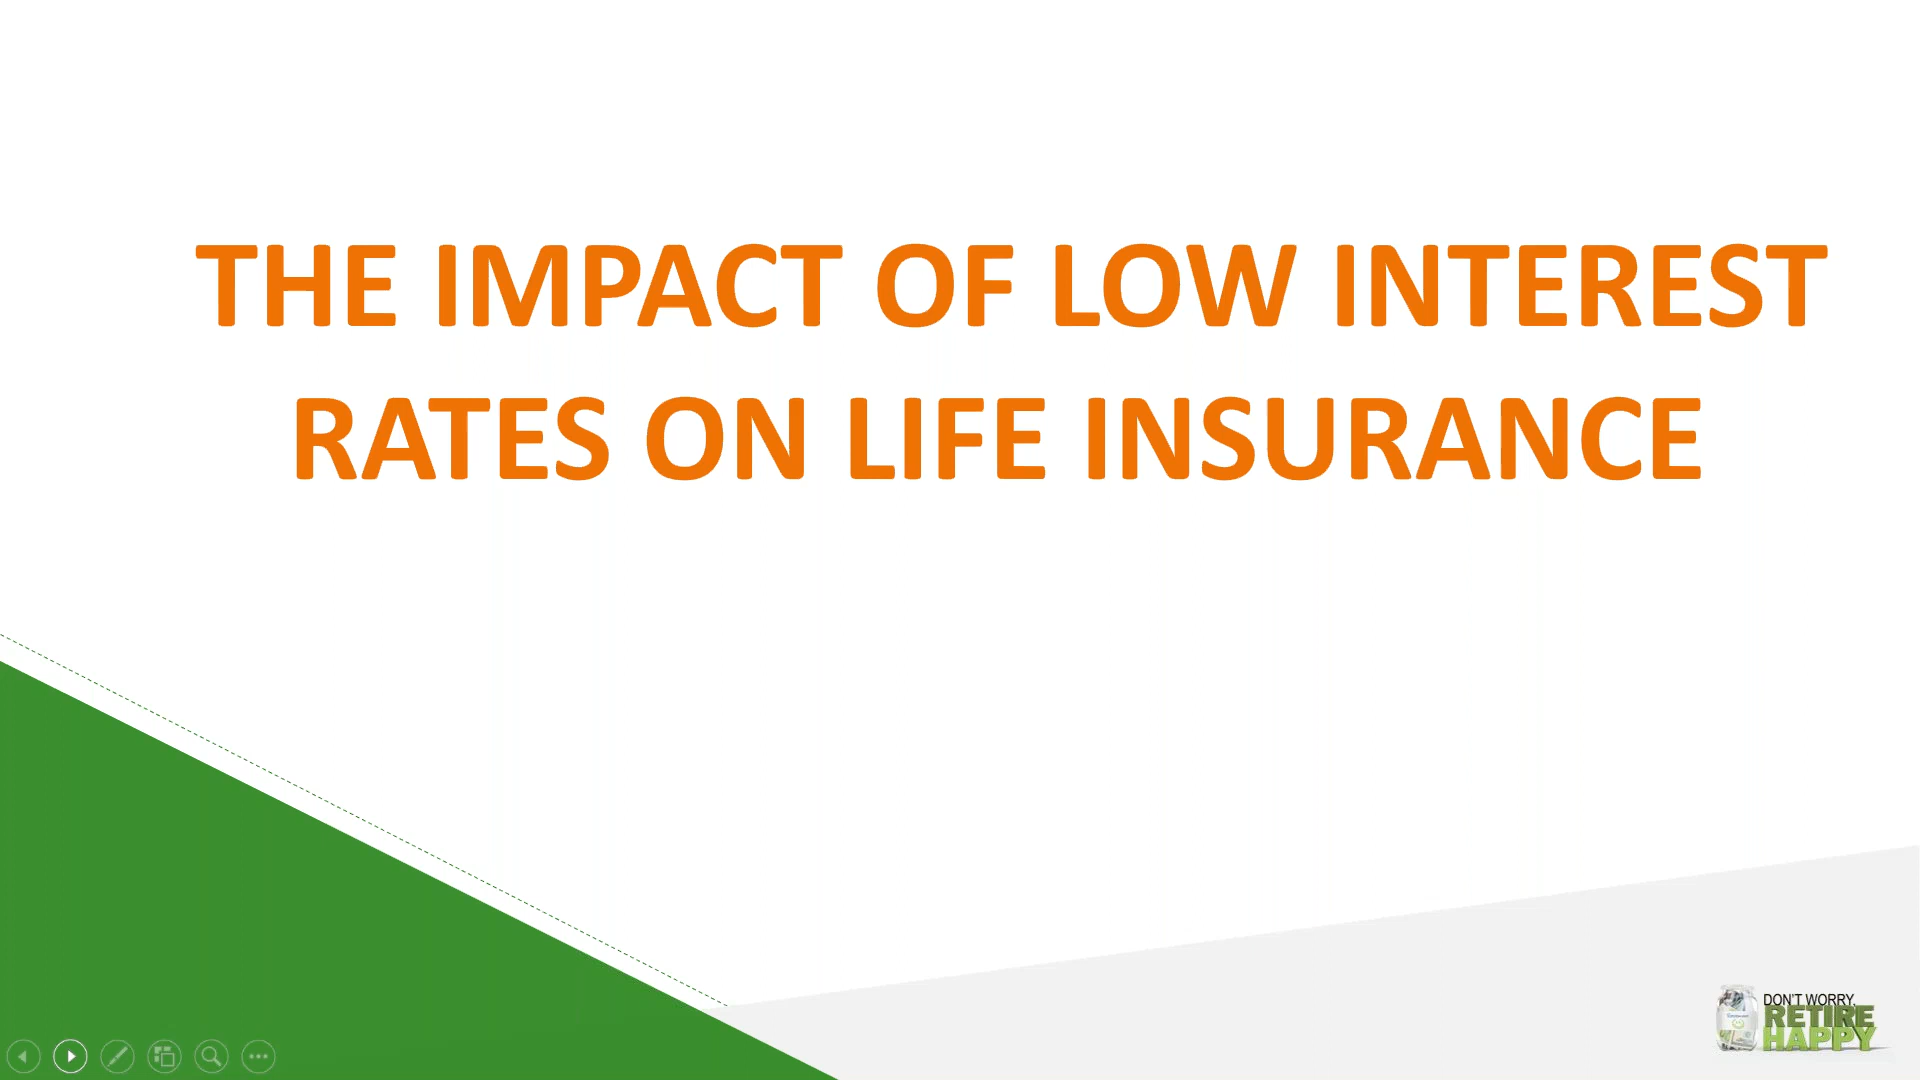 THE IMPACT OF LOW INTEREST
RATES ON LIFE INSURANCE
DON'T WORRY,
RETIRE
HAPPY